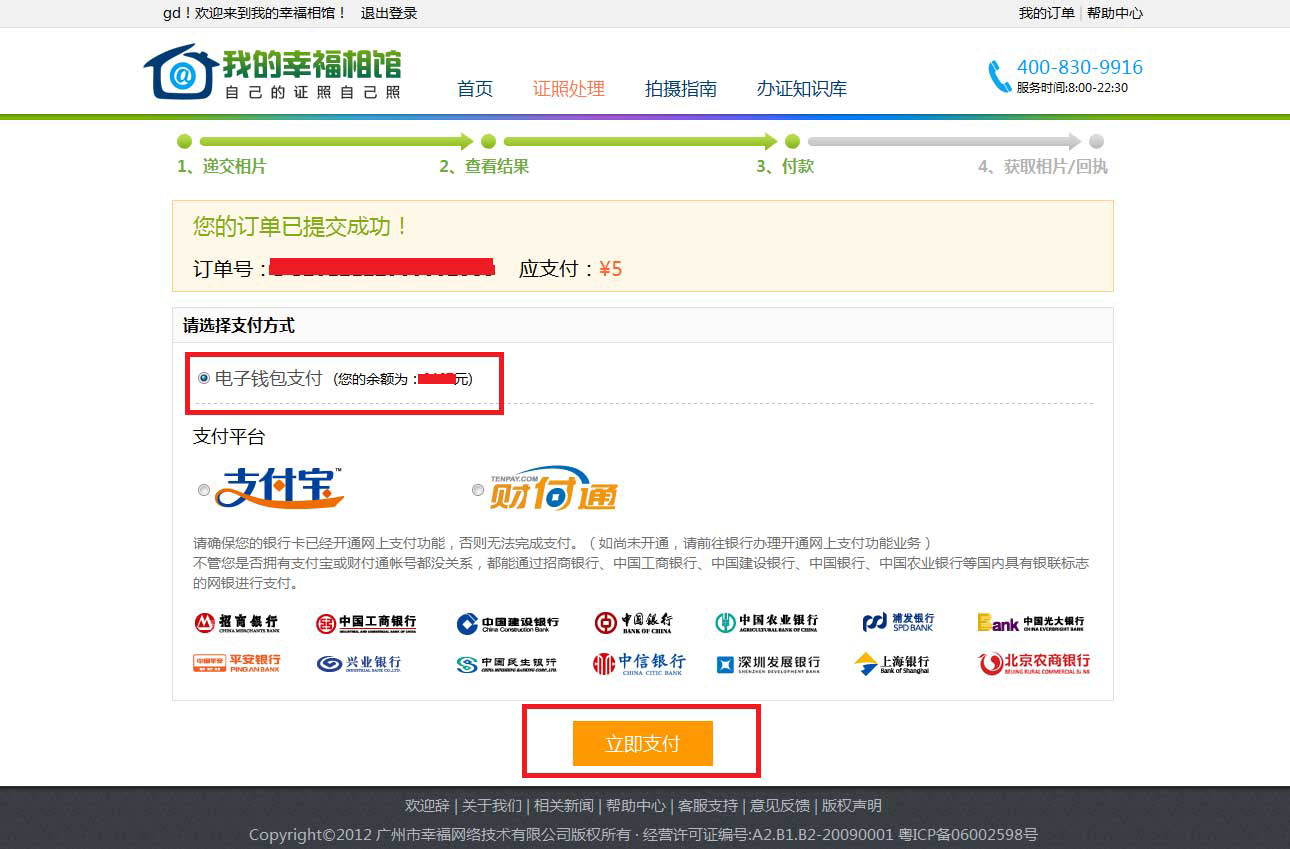 gd！欢迎来到我的幸福相馆！ 退出登录
我的订单 | 帮助中心
我的幸福相馆
自己的证照自己照
首页 证照处理 拍摄指南 办证知识库
400-830-9916
服务时间:8:00-22:30
1、递交相片 2、查看结果 3、付款 4、获取相片/回执
您的订单已提交成功！
订单号： 应支付：¥5
请选择支付方式
电子钱包支付 (您的余额为： 元)
支付平台
支付宝™
TENPAY.COM
财付通
请确保您的银行卡已经开通网上支付功能，否则无法完成支付。（如尚未开通，请前往银行办理开通网上支付功能业务）
不管您是否拥有支付宝或财付通帐号都没关系，都能通过招商银行、中国工商银行、中国建设银行、中国银行、中国农业银行等国内具有银联标志
的网银进行支付。
招商银行 中国工商银行 中国建设银行 中国银行 中国农业银行 浦发银行 Bank 中国光大银行
CHINA MERCHANTS BANK INDUSTRIAL AND COMMERCIAL BANK OF CHINA China Construction Bank BANK OF CHINA AGRICULTURAL BANK OF CHINA SPD BANK CHINA EVERBRIGHT BANK
中国平安 平安银行 兴业银行 中国民生银行 中信银行 深圳发展银行 上海银行 北京农商银行
PING AN BANK INDUSTRIAL BANK CO.,LTD. CHINA MINSHENG BANKING CORP.,LTD. CHINA CITIC BANK SHENZHEN DEVELOPMENT BANK Bank of Shanghai BEIJING RURAL COMMERCIAL BANK
立即支付
欢迎辞 | 关于我们 | 相关新闻 | 帮助中心 | 客服支持 | 意见反馈 | 版权声明
Copyright©2012 广州市幸福网络技术有限公司版权所有 · 经营许可证编号:A2.B1.B2-20090001 粤ICP备06002598号